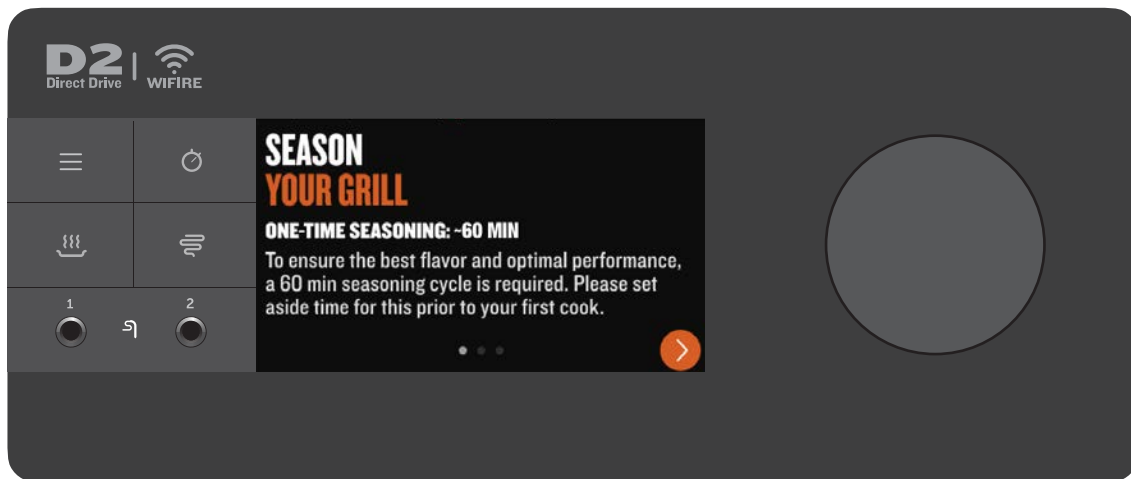 D2
Direct Drive
WIFIRE
SEASON
YOUR GRILL
ONE-TIME SEASONING: ~60 MIN
To ensure the best flavor and optimal performance,
a 60 min seasoning cycle is required. Please set
aside time for this prior to your first cook.
1
2